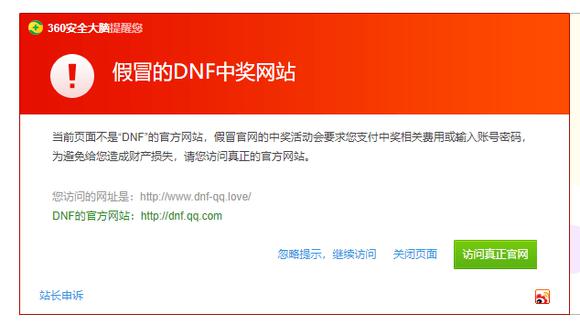 360安全大脑提醒您
假冒的DNF中奖网站
当前页面不是“DNF”的官方网站，假冒官网的中奖活动会要求您支付中奖相关费用或输入账号密码，
为避免给您造成财产损失，请您访问真正的官方网站。
您访问的网址是：http://www.dnf-qq.love/
DNF的官方网站：http://dnf.qq.com
忽略提示，继续访问 关闭页面 访问真正官网
站长申诉